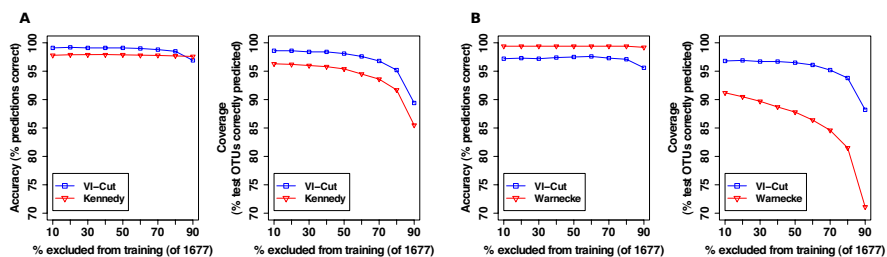 A
Accuracy (% predictions correct)
70 75 80 85 90 95 100
VI−Cut
Kennedy
10 30 50 70 90
% excluded from training (of 1677)
Coverage
(% test OTUs correctly predicted)
70 75 80 85 90 95 100
VI−Cut
Kennedy
10 30 50 70 90
% excluded from training (of 1677)
B
Accuracy (% predictions correct)
70 75 80 85 90 95 100
VI−Cut
Warnecke
10 30 50 70 90
% excluded from training (of 1677)
Coverage
(% test OTUs correctly predicted)
70 75 80 85 90 95 100
VI−Cut
Warnecke
10 30 50 70 90
% excluded from training (of 1677)